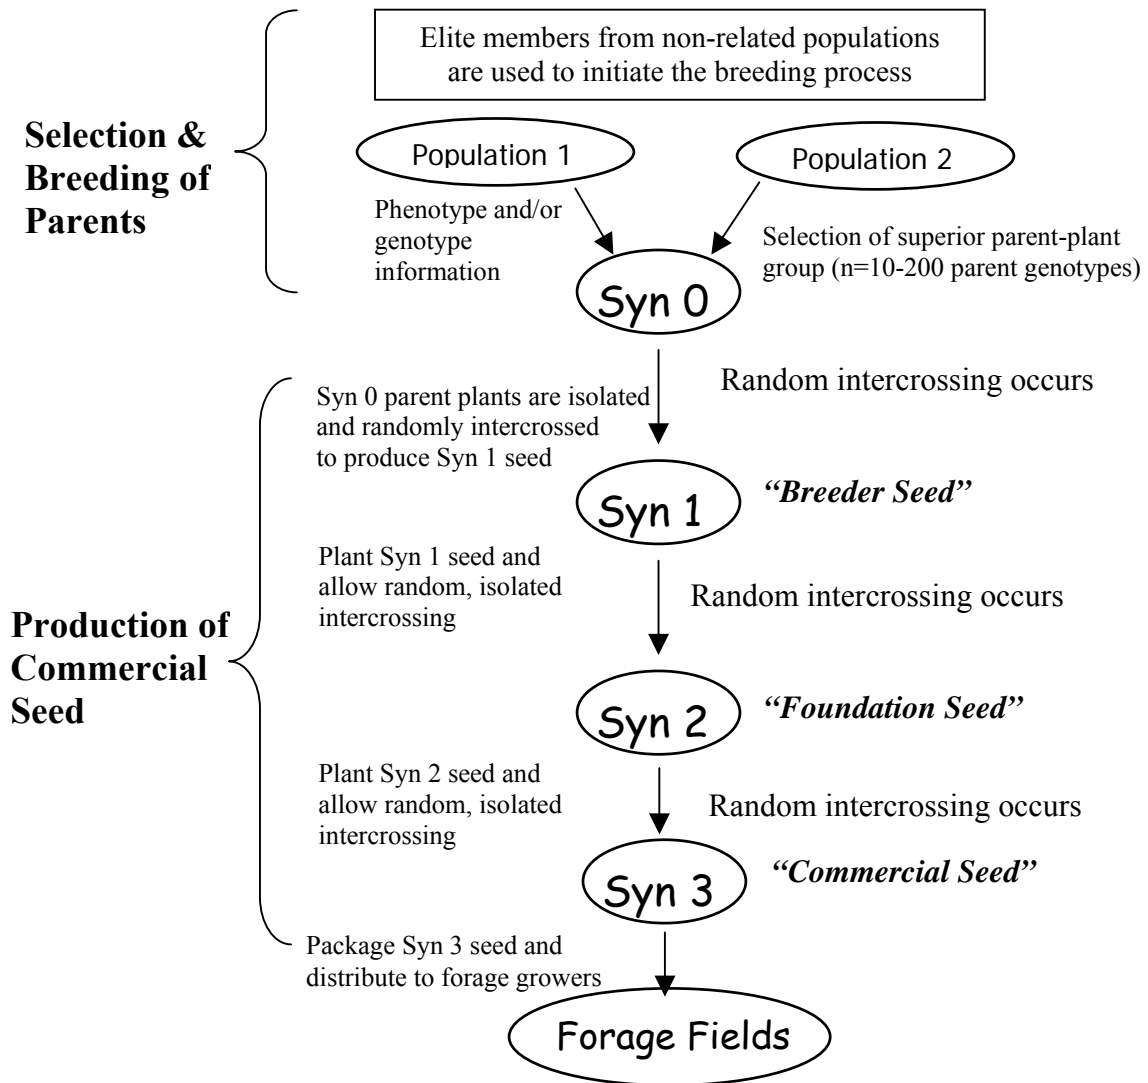 Elite members from non-related populations
are used to initiate the breeding process
Selection &
Breeding of
Parents
Population 1
Population 2
Phenotype and/or
genotype
information
Selection of superior parent-plant
group (n=10-200 parent genotypes)
Syn 0
Random intercrossing occurs
Syn 0 parent plants are isolated
and randomly intercrossed
to produce Syn 1 seed
Syn 1
“Breeder Seed”
Plant Syn 1 seed and
allow random, isolated
intercrossing
Random intercrossing occurs
Production of
Commercial
Seed
Syn 2
“Foundation Seed”
Plant Syn 2 seed and
allow random, isolated
intercrossing
Random intercrossing occurs
Syn 3
“Commercial Seed”
Package Syn 3 seed and
distribute to forage growers
Forage Fields